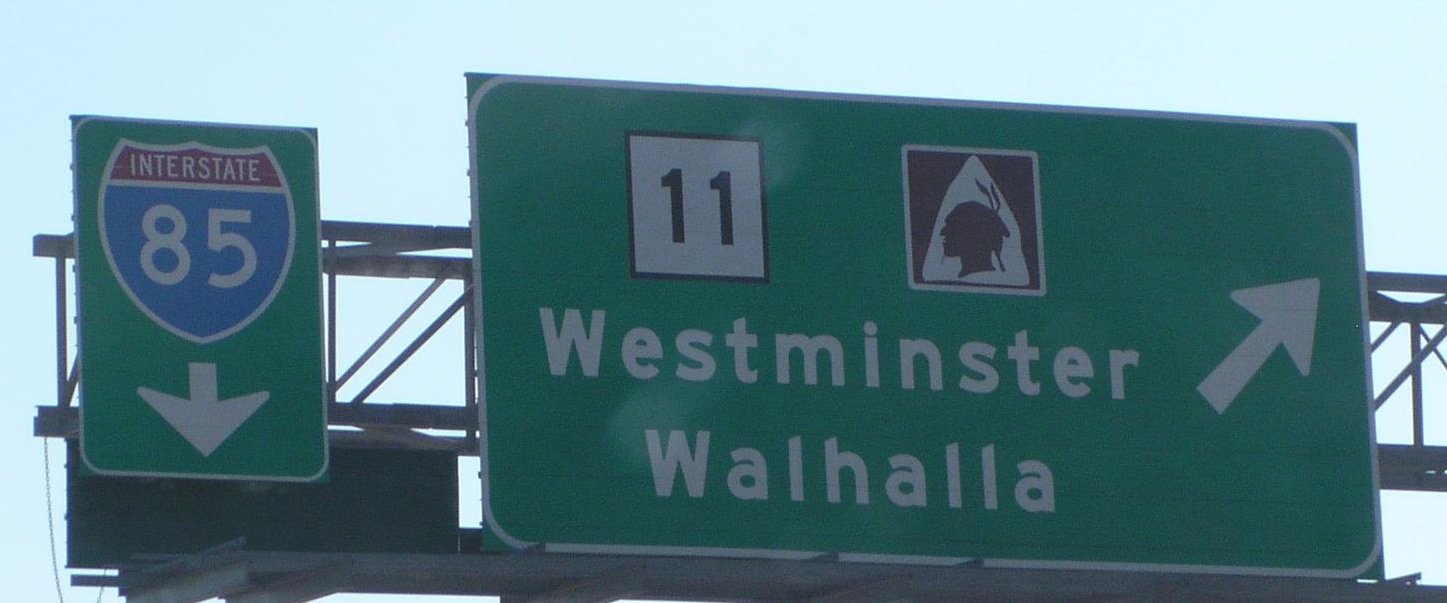 INTERSTATE
85
11
Westminster
Walhalla